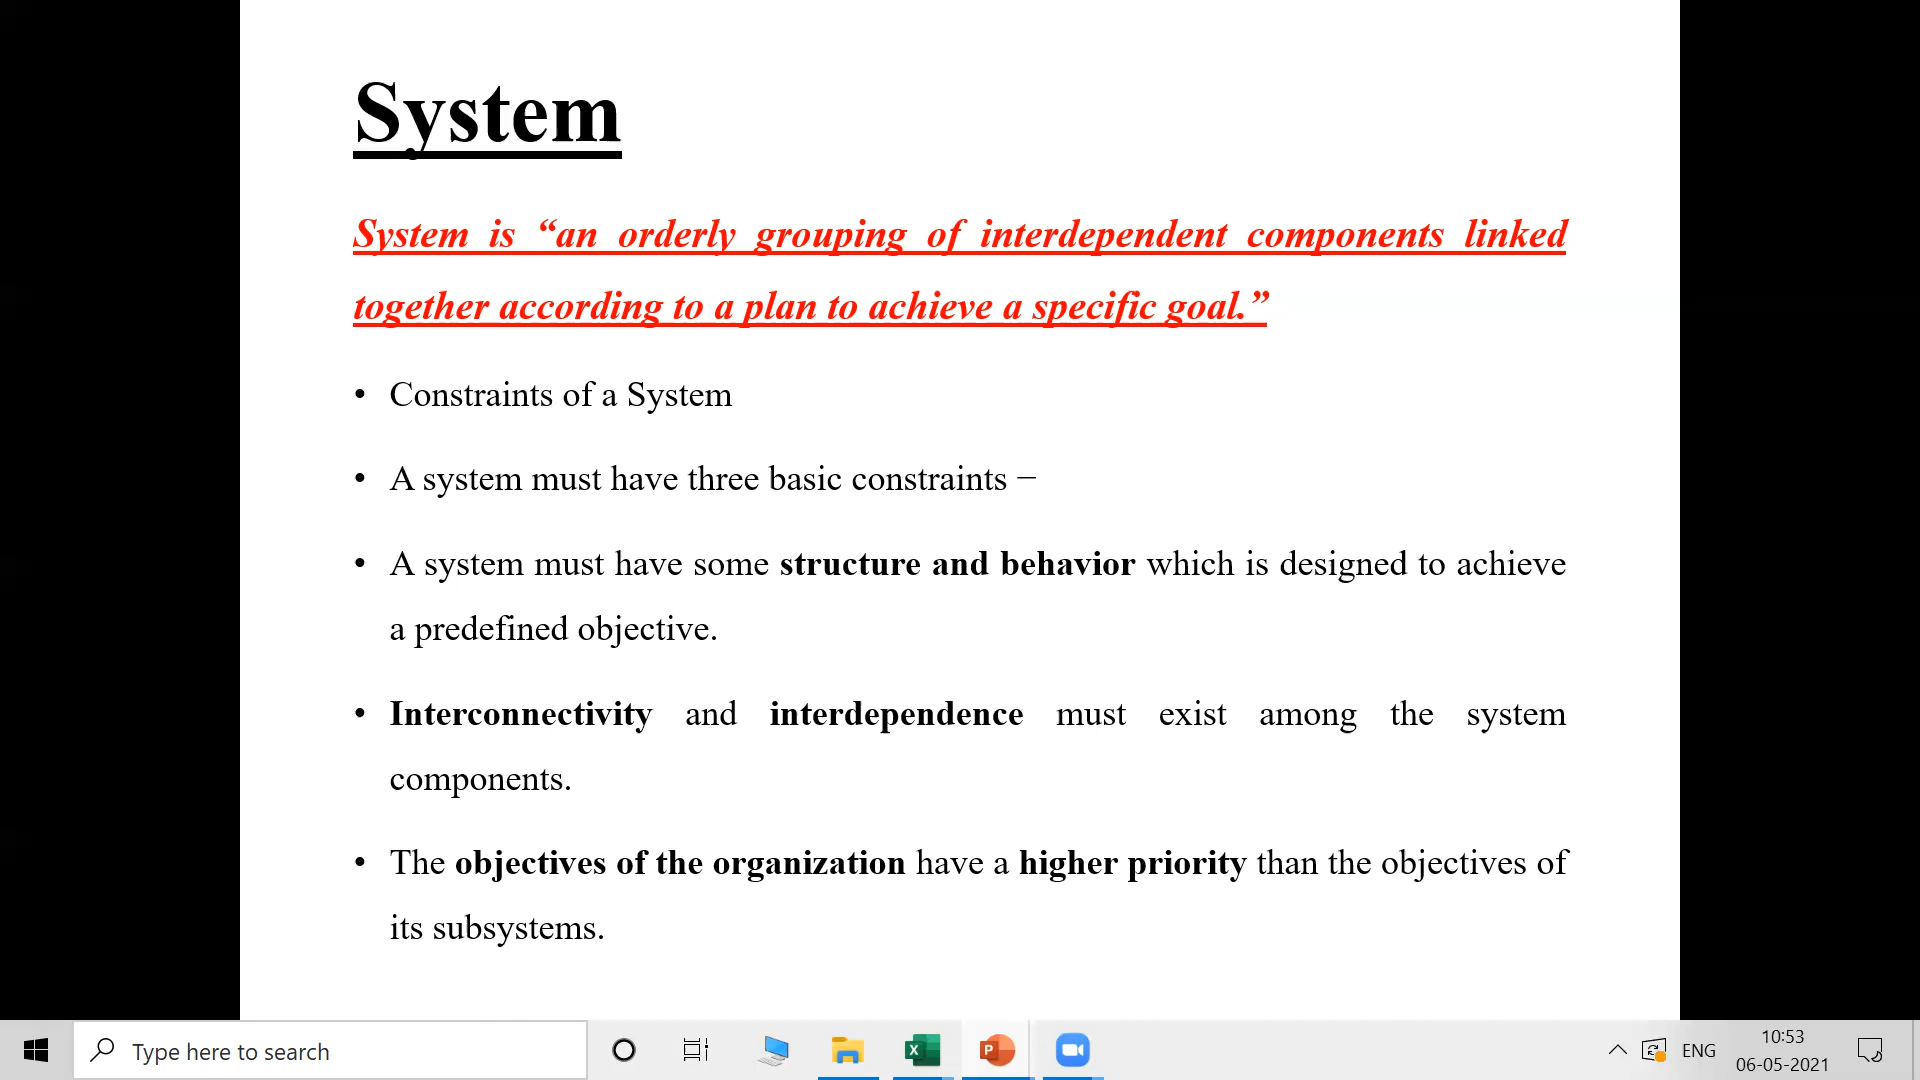 System
System is “an orderly grouping of interdependent components linked
together according to a plan to achieve a specific goal.”
• Constraints of a System
• A system must have three basic constraints −
• A system must have some structure and behavior which is designed to achieve
a predefined objective.
• Interconnectivity and interdependence must exist among the system
components.
• The objectives of the organization have a higher priority than the objectives of
its subsystems.
Type here to search
ENG
10:53
06-05-2021